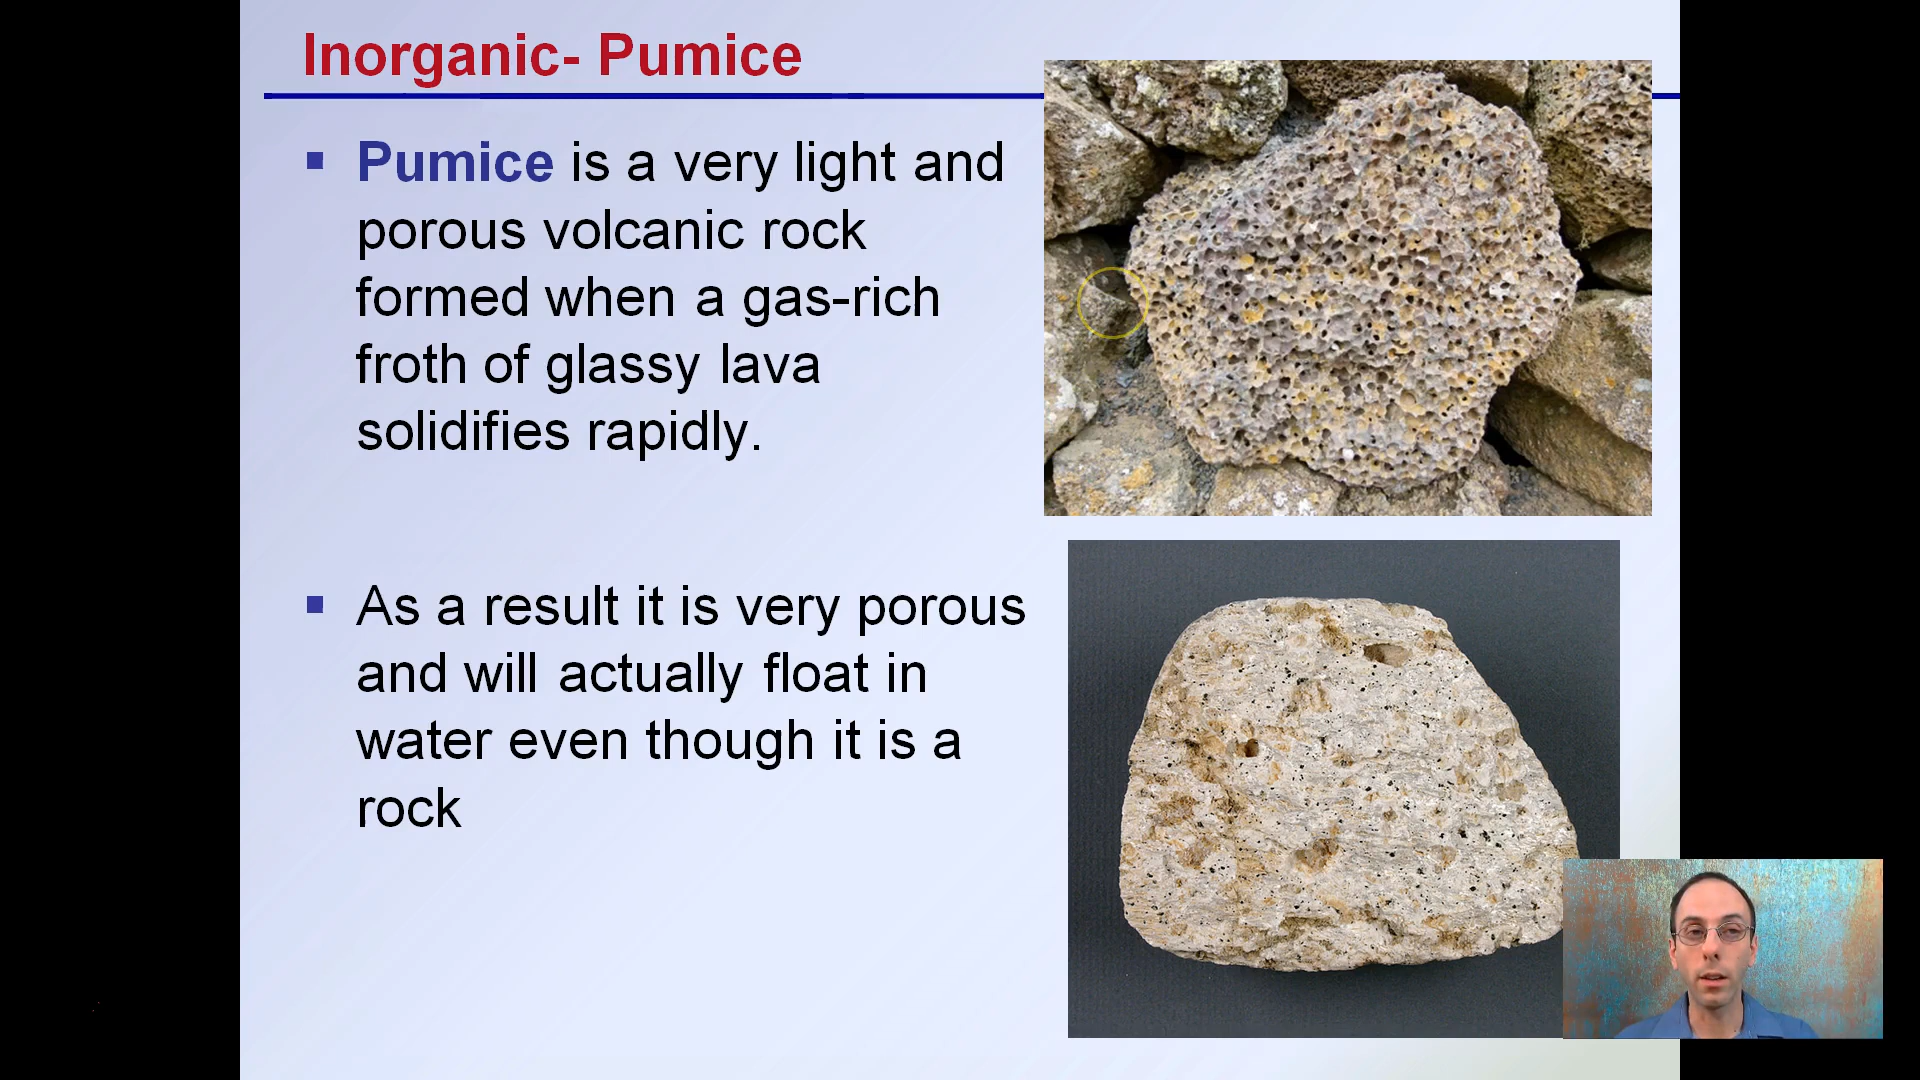 Inorganic- Pumice
Pumice is a very light and
porous volcanic rock
formed when a gas-rich
froth of glassy lava
solidifies rapidly.
As a result it is very porous
and will actually float in
water even though it is a
rock